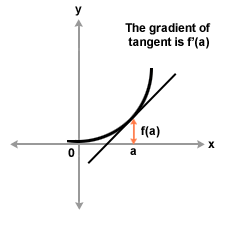 y
The gradient of
tangent is f'(a)
f(a)
x
0
a